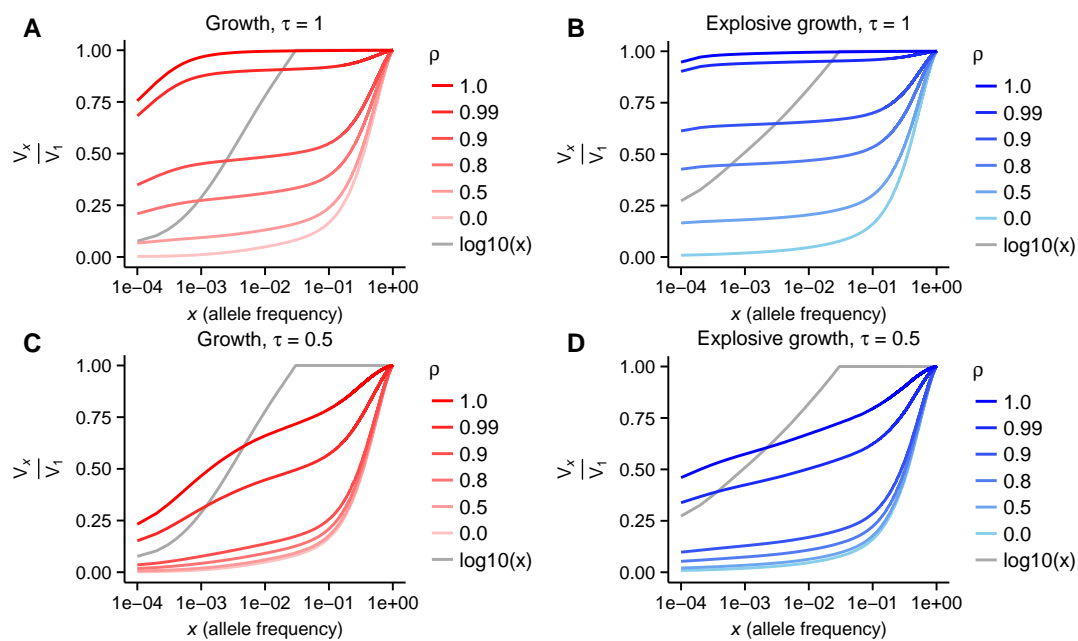 A
Growth, τ = 1
Vx
V1
1.00
0.75
0.50
0.25
0.00
1e−04
1e−03
1e−02
1e−01
1e+00
x (allele frequency)
ρ
1.0
0.99
0.9
0.8
0.5
0.0
log10(x)
B
Explosive growth, τ = 1
Vx
V1
1.00
0.75
0.50
0.25
0.00
1e−04
1e−03
1e−02
1e−01
1e+00
x (allele frequency)
ρ
1.0
0.99
0.9
0.8
0.5
0.0
log10(x)
C
Growth, τ = 0.5
Vx
V1
1.00
0.75
0.50
0.25
0.00
1e−04
1e−03
1e−02
1e−01
1e+00
x (allele frequency)
ρ
1.0
0.99
0.9
0.8
0.5
0.0
log10(x)
D
Explosive growth, τ = 0.5
Vx
V1
1.00
0.75
0.50
0.25
0.00
1e−04
1e−03
1e−02
1e−01
1e+00
x (allele frequency)
ρ
1.0
0.99
0.9
0.8
0.5
0.0
log10(x)